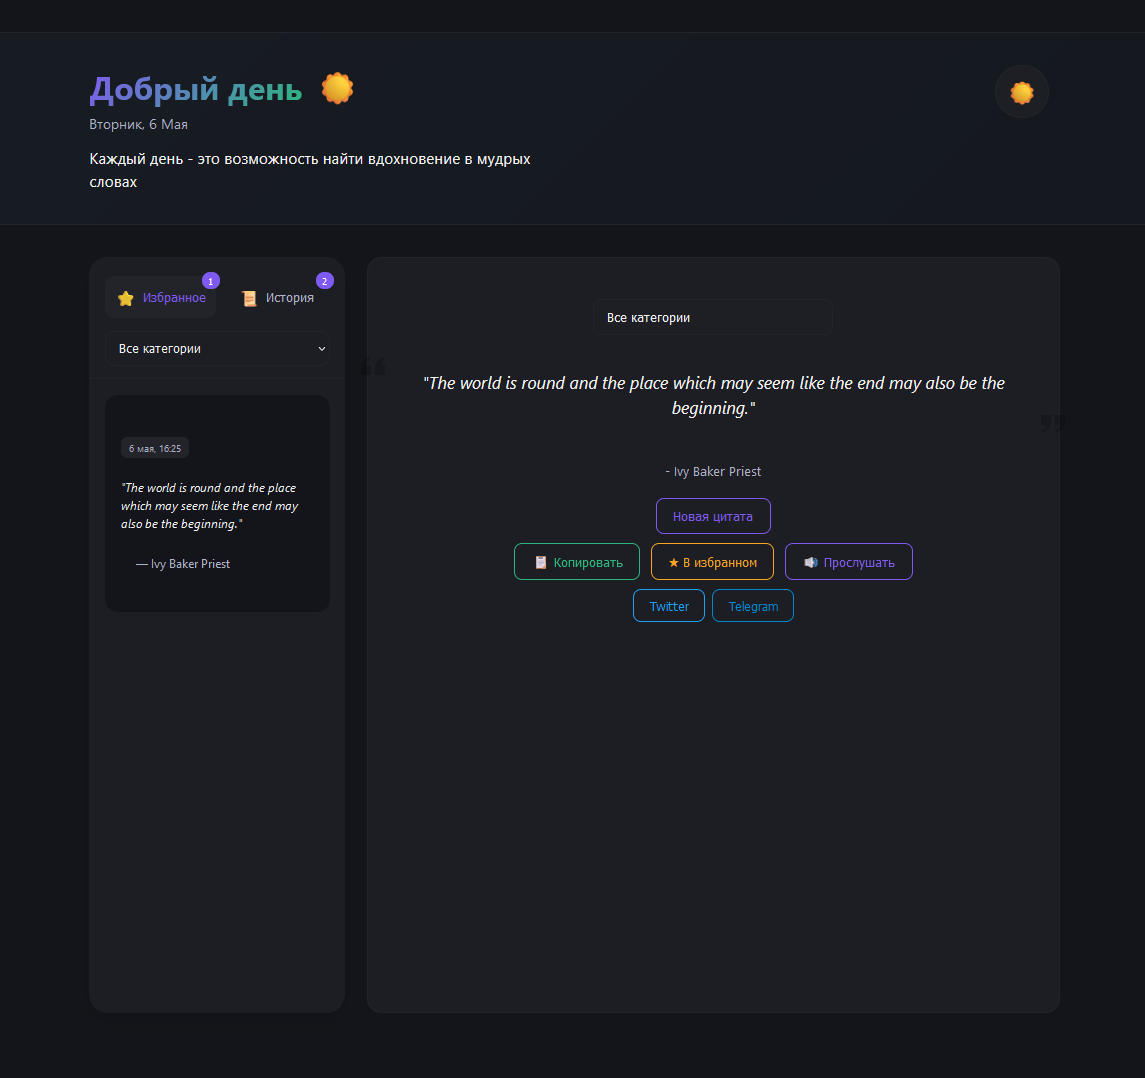 Добрый день
Вторник, 6 Мая
Каждый день - это возможность найти вдохновение в мудрых
словах
Избранное
1
История
2
Все категории
6 мая, 16:25
"The world is round and the place
which may seem like the end may
also be the beginning."
— Ivy Baker Priest
Все категории
"The world is round and the place which may seem like the end may also be the
beginning."
- Ivy Baker Priest
Новая цитата
Копировать
★ В избранном
Прослушать
Twitter
Telegram